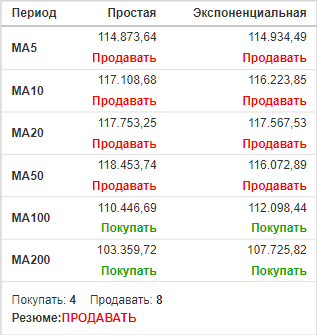 Период Простая Экспоненциальная
MA5 114.873,64 114.934,49
Продавать Продавать
MA10 117.108,68 116.223,85
Продавать Продавать
MA20 117.753,25 117.567,53
Продавать Продавать
MA50 118.453,74 116.072,89
Продавать Продавать
MA100 110.446,69 112.098,44
Покупать Покупать
MA200 103.359,72 107.725,82
Покупать Покупать
Покупать: 4 Продавать: 8
Резюме:ПРОДАВАТЬ